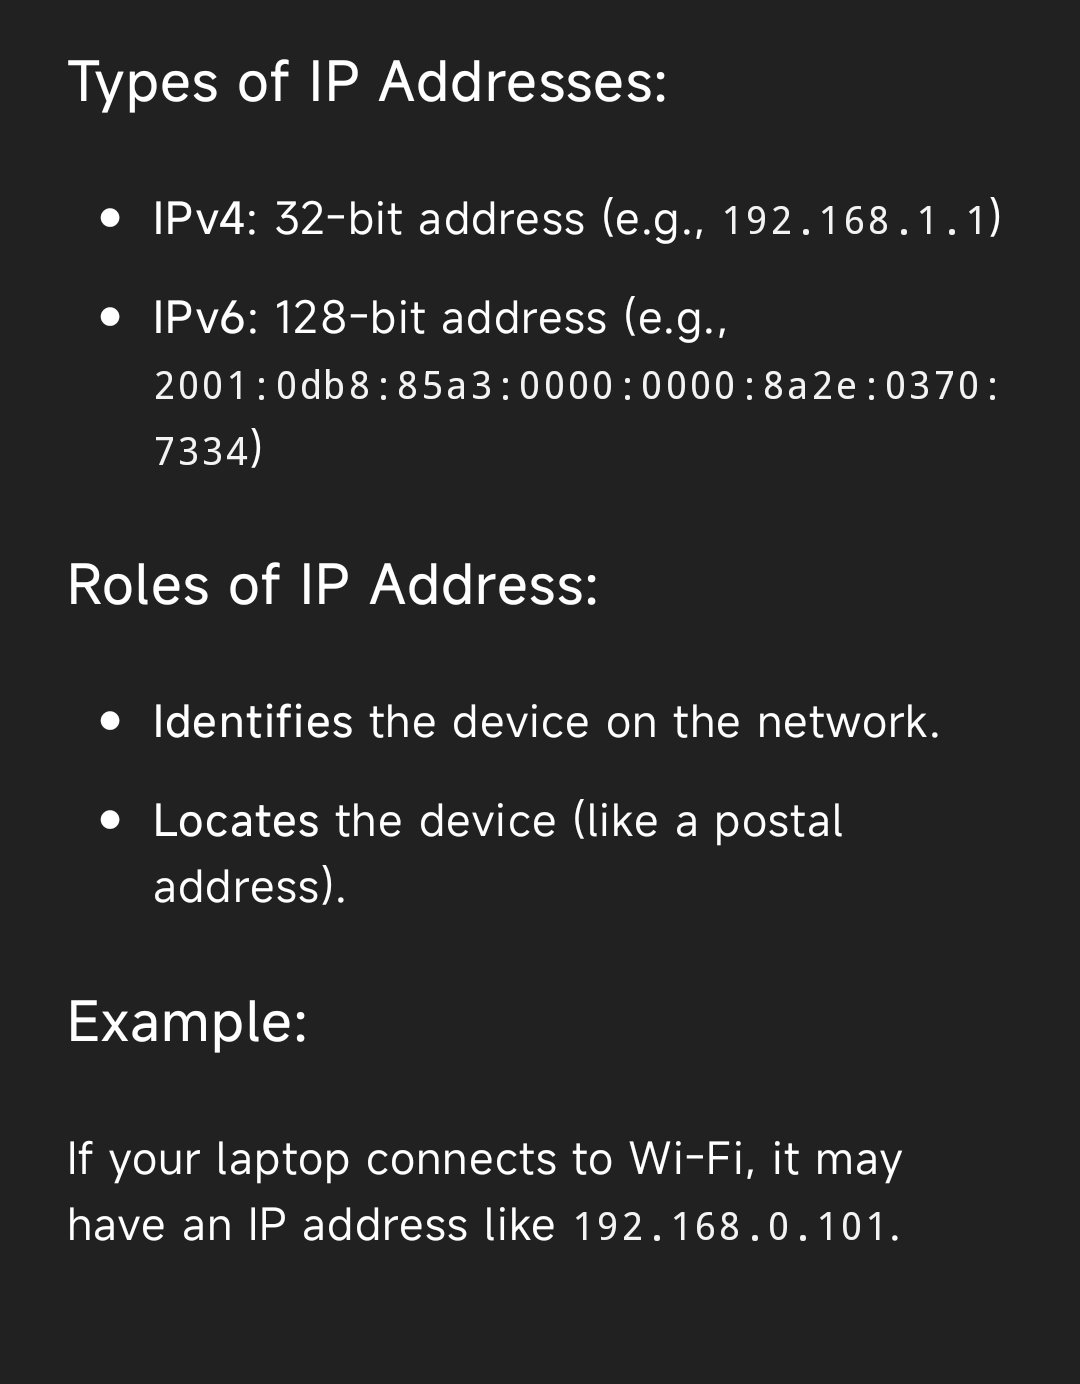 Types of IP Addresses:
• IPv4: 32-bit address (e.g., 192.168.1.1)
• IPv6: 128-bit address (e.g.,
2001:0db8:85a3:0000:0000:8a2e:0370:
7334)
Roles of IP Address:
• Identifies the device on the network.
• Locates the device (like a postal
address).
Example:
If your laptop connects to Wi-Fi, it may
have an IP address like 192.168.0.101.